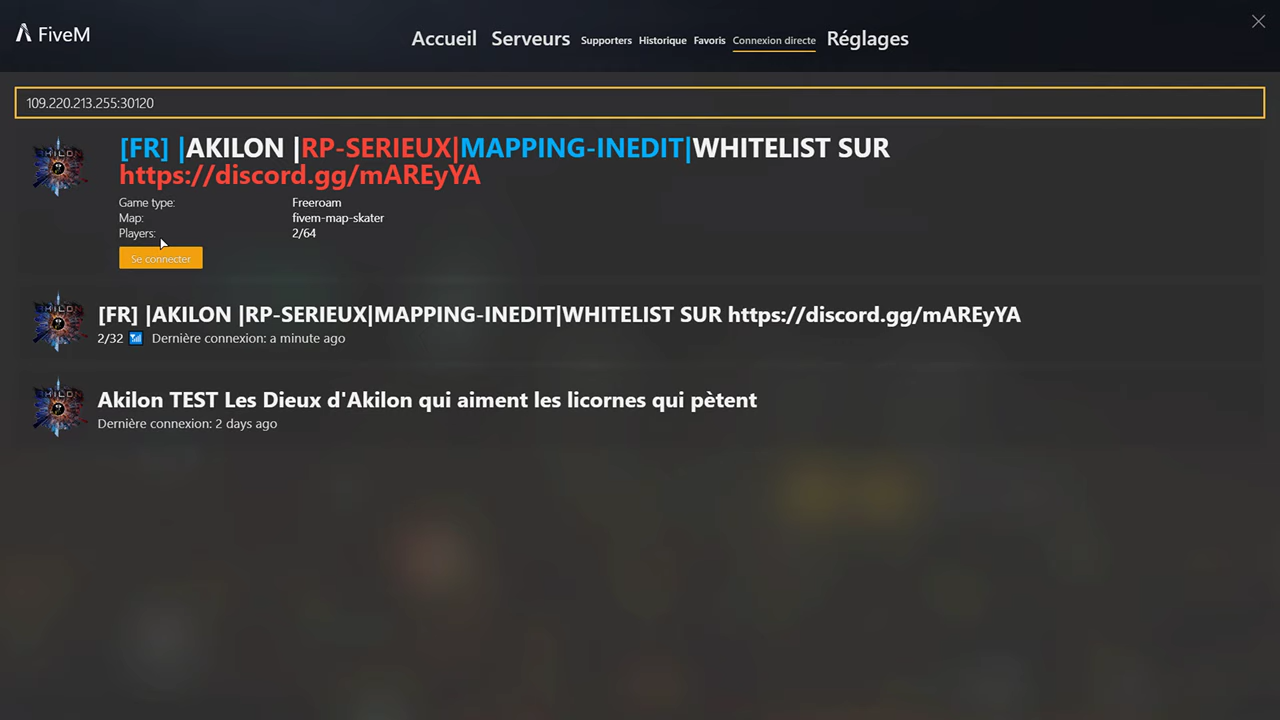 FiveM
Accueil Serveurs Supporters Historique Favoris Connexion directe Réglages
109.220.213.255:30120
[FR] |AKILON |RP-SERIEUX|MAPPING-INEDIT|WHITELIST SUR
https://discord.gg/mAREyYA
Game type: Freeroam
Map: fivem-map-skater
Players: 2/64
Se connecter
[FR] |AKILON |RP-SERIEUX|MAPPING-INEDIT|WHITELIST SUR https://discord.gg/mAREyYA
2/32 Dernière connexion: a minute ago
Akilon TEST Les Dieux d'Akilon qui aiment les licornes qui pètent
Dernière connexion: 2 days ago